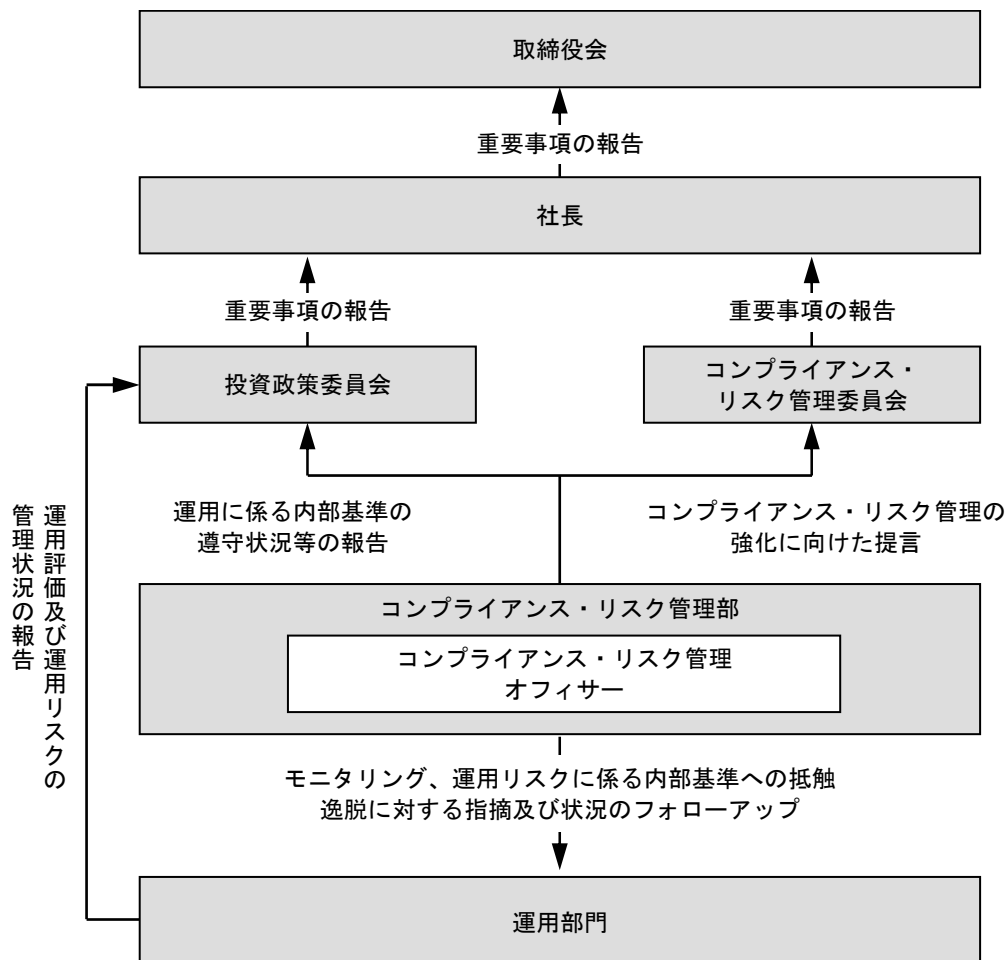 取締役会
重要事項の報告
社長
重要事項の報告
重要事項の報告
投資政策委員会
コンプライアンス・
リスク管理委員会
運用に係る内部基準の
遵守状況等の報告
コンプライアンス・リスク管理の
強化に向けた提言
運用評価及び運用リスクの
管理状況の報告
コンプライアンス・リスク管理部
コンプライアンス・リスク管理
オフィサー
モニタリング、運用リスクに係る内部基準への抵触
逸脱に対する指摘及び状況のフォローアップ
運用部門